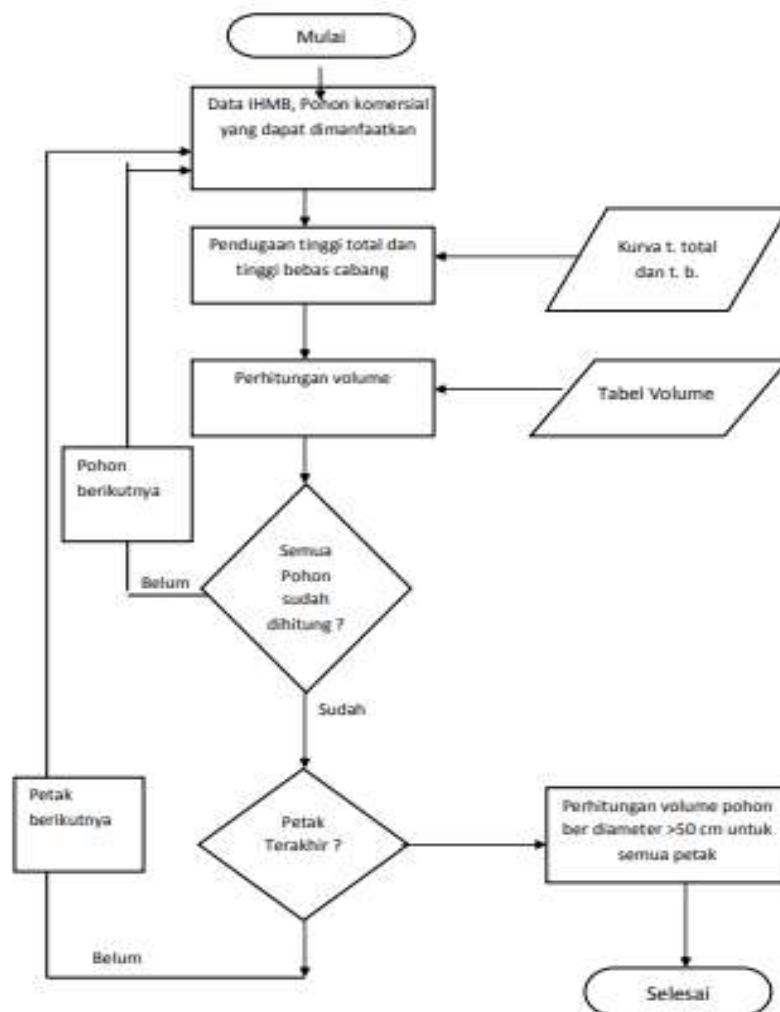 Mulai
Data IHMB, Pohon komersial
yang dapat dimanfaatkan
Pendugaan tinggi total dan
tinggi bebas cabang
Kurva t. total
dan t. b.
Perhitungan volume
Tabel Volume
Pohon
berikutnya
Belum
Semua
Pohon
sudah
dihitung ?
Sudah
Petak
berikutnya
Petak
Terakhir ?
Perhitungan volume pohon
ber diameter >50 cm untuk
semua petak
Belum
Selesai